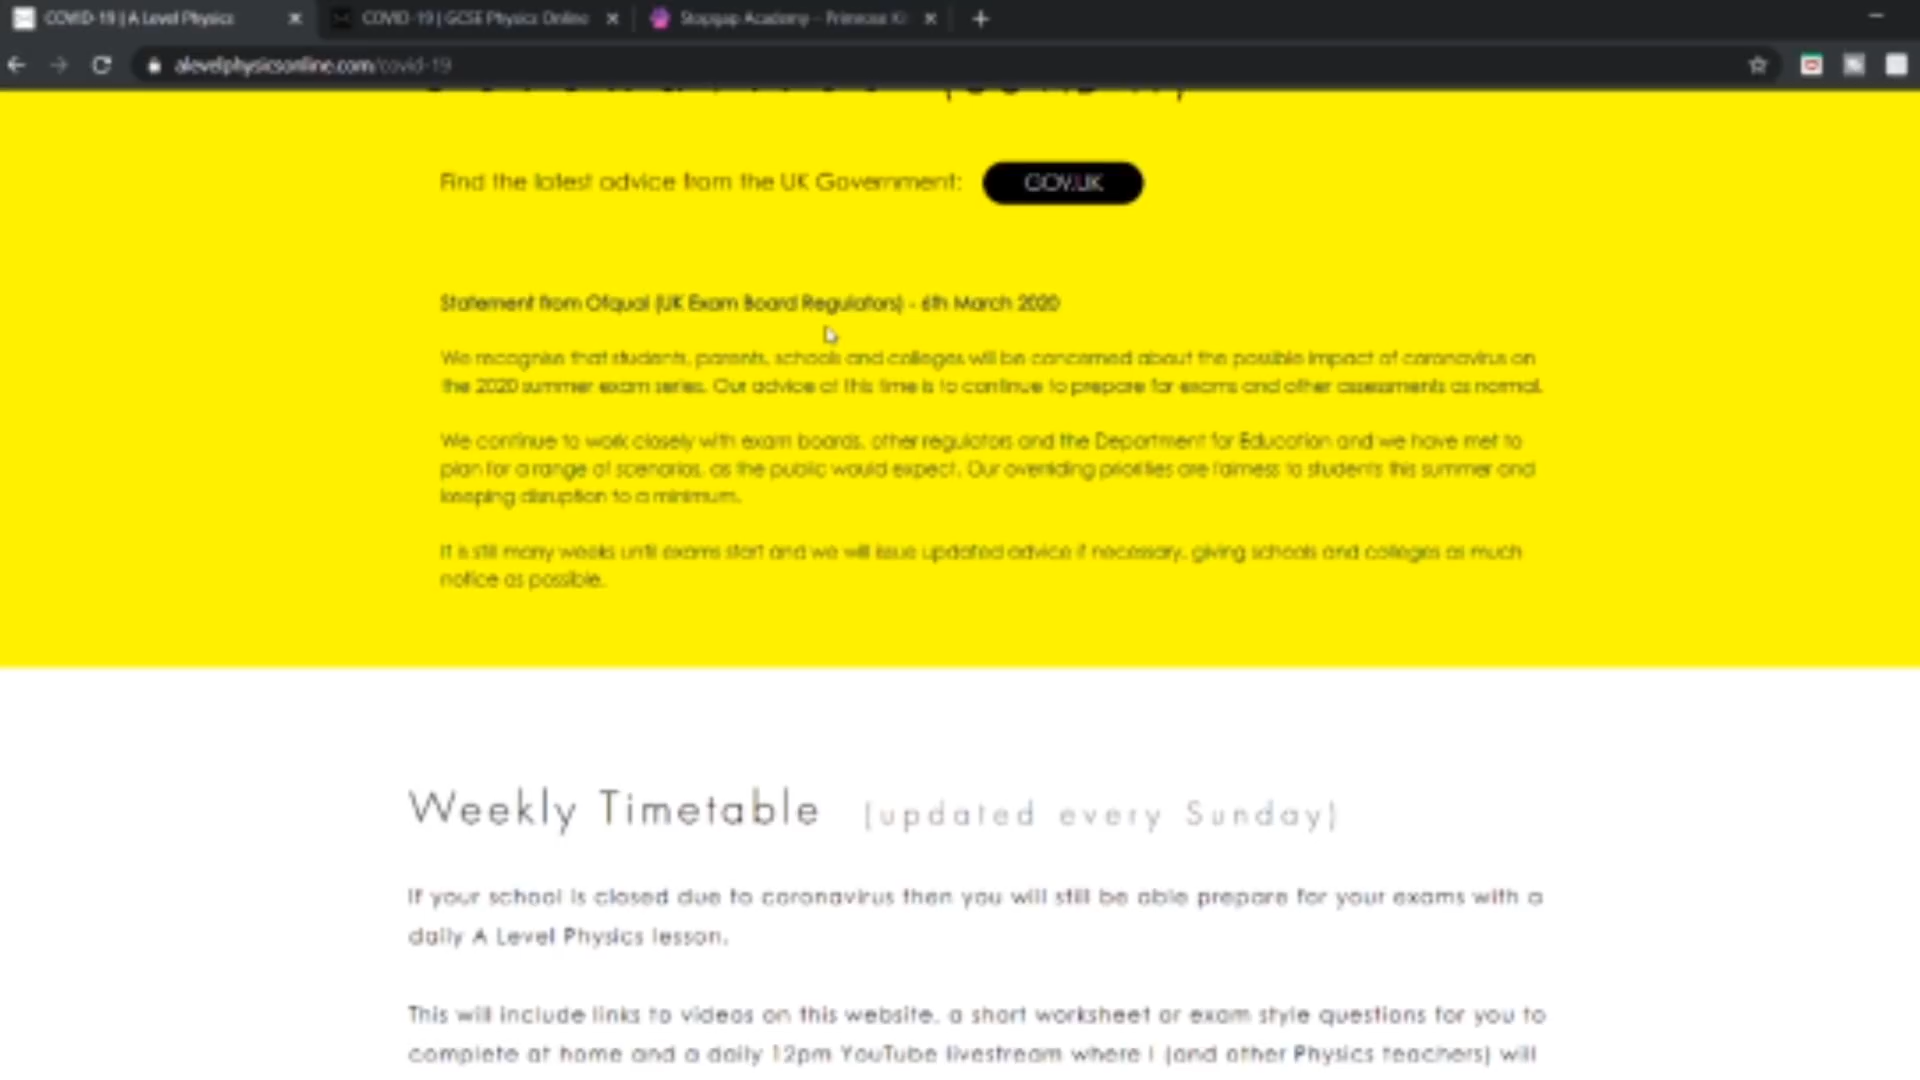 COVID-19 | A Level Physics
COVID-19 | GCSE Physics Online
Stopgap Academy - Primrose Ki
alevelphysicsonline.com/covid-19
Find the latest advice from the UK Government:
GOV.UK
Statement from Ofqual (UK Exam Board Regulators) - 6th March 2020
We recognise that students, parents, schools and colleges will be concerned about the possible impact of coronavirus on
the 2020 summer exam series. Our advice at this time is to continue to prepare for exams and other assessments as normal.
We continue to work closely with exam boards, other regulators and the Department for Education and we have met to
plan for a range of scenarios, as the public would expect. Our overriding priorities are fairness to students this summer and
keeping disruption to a minimum.
It is still many weeks until exams start and we will issue updated advice if necessary, giving schools and colleges as much
notice as possible.
Weekly Timetable (updated every Sunday)
If your school is closed due to coronavirus then you will still be able prepare for your exams with a
daily A Level Physics lesson.
This will include links to videos on this website, a short worksheet or exam style questions for you to
complete at home and a daily 12pm YouTube livestream where I (and other Physics teachers) will